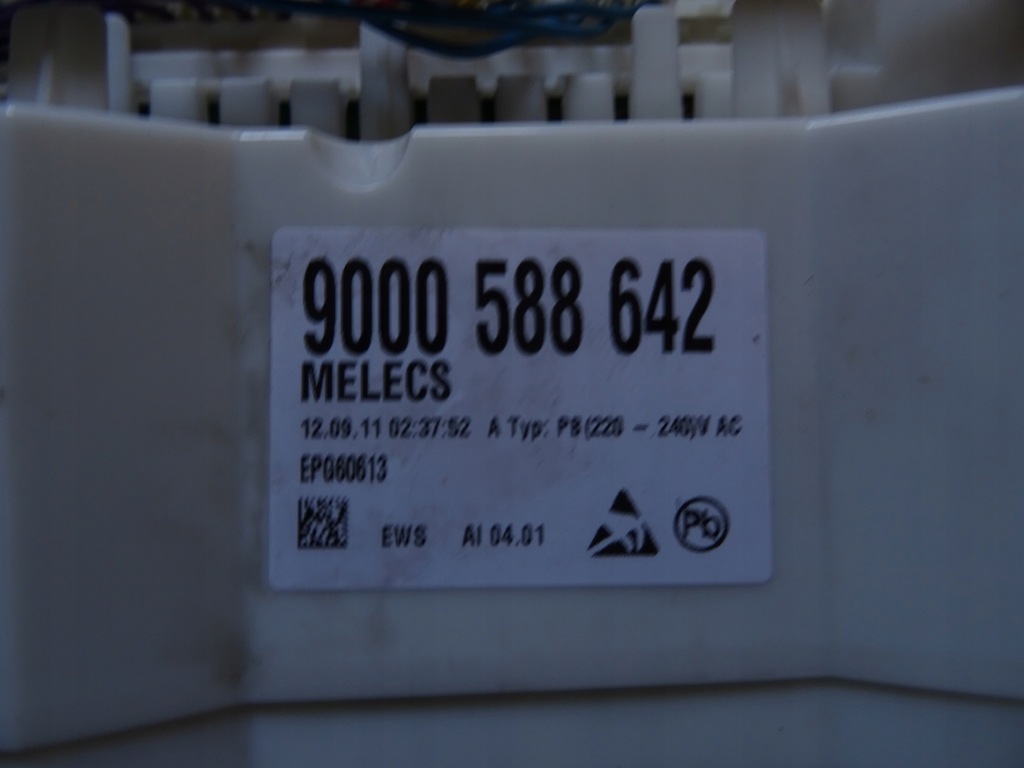 9000 588 642
MELECS
12.09.11 02:37:52 A Typ: P8 (220 – 240)V AC
EPG60613
EWS AI 04.01
Pb